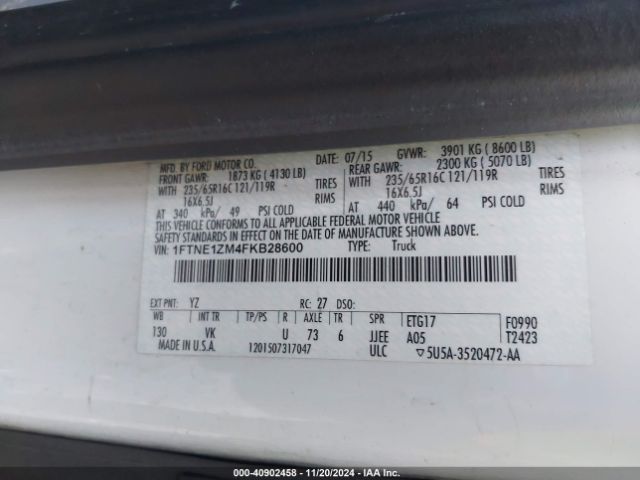 MFD. BY FORD MOTOR CO. DATE: 07/15 GVWR: 3901 KG ( 8600 LB)
FRONT GAWR: 1873 KG ( 4130 LB) REAR GAWR: 2300 KG ( 5070 LB)
WITH 235/65R16C 121/119R TIRES WITH 235/65R16C 121/119R TIRES
16X6.5J RIMS 16X6.5J RIMS
AT 340 kPa/ 49 PSI COLD AT 440 kPa/ 64 PSI COLD
THIS VEHICLE CONFORMS TO ALL APPLICABLE FEDERAL MOTOR VEHICLE
SAFETY STANDARDS IN EFFECT ON THE DATE OF MANUFACTURE SHOWN ABOVE.
VIN: 1FTNE1ZM4FKB28600 TYPE: Truck
EXT PNT: YZ RC: 27 DSO:
WB INT TR TP/PS R AXLE TR SPR ETG17 F0990
130 VK U 73 6 JJEE A05 T2423
MADE IN U.S.A. 1201507317047 ULC ▽5U5A-3520472-AA
000-40902458 - 11/20/2024 - IAA Inc.